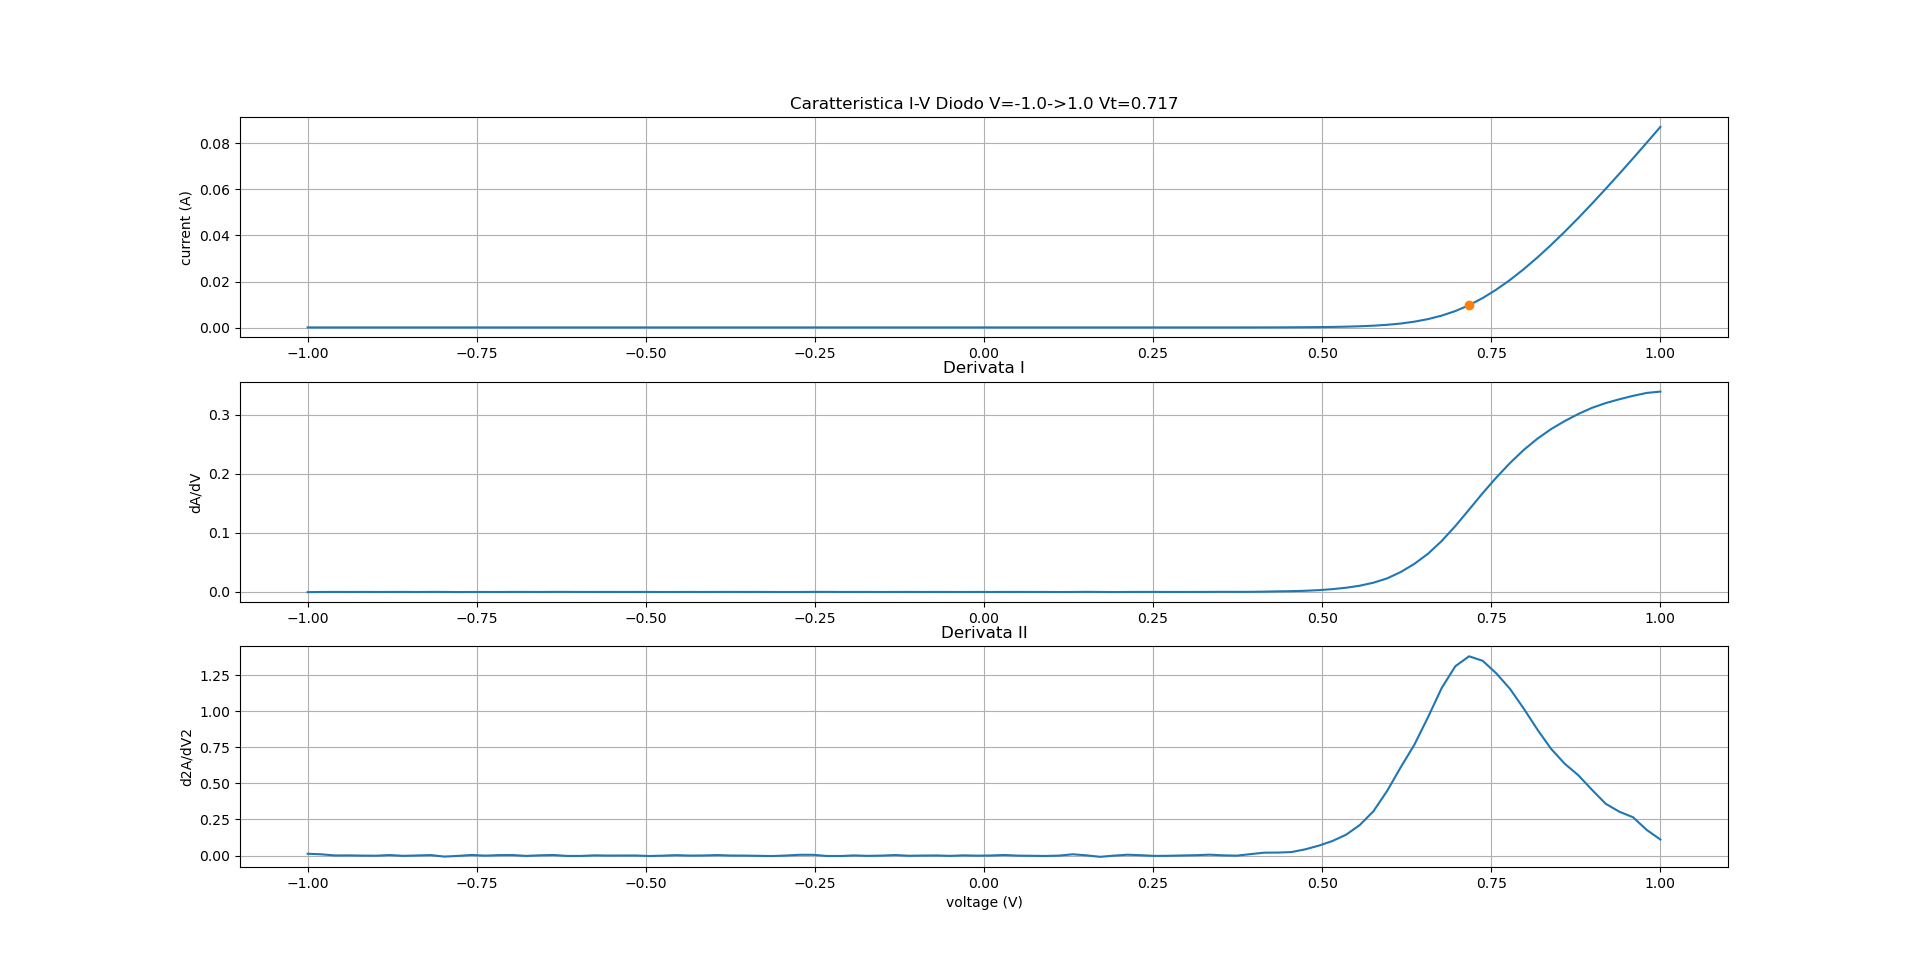 Caratteristica I-V Diodo V=-1.0->1.0 Vt=0.717
current (A)
0.08
0.06
0.04
0.02
0.00
−1.00 −0.75 −0.50 −0.25 0.00 0.25 0.50 0.75 1.00
Derivata I
dA/dV
0.3
0.2
0.1
0.0
−1.00 −0.75 −0.50 −0.25 0.00 0.25 0.50 0.75 1.00
Derivata II
d2A/dV2
1.25
1.00
0.75
0.50
0.25
0.00
−1.00 −0.75 −0.50 −0.25 0.00 0.25 0.50 0.75 1.00
voltage (V)